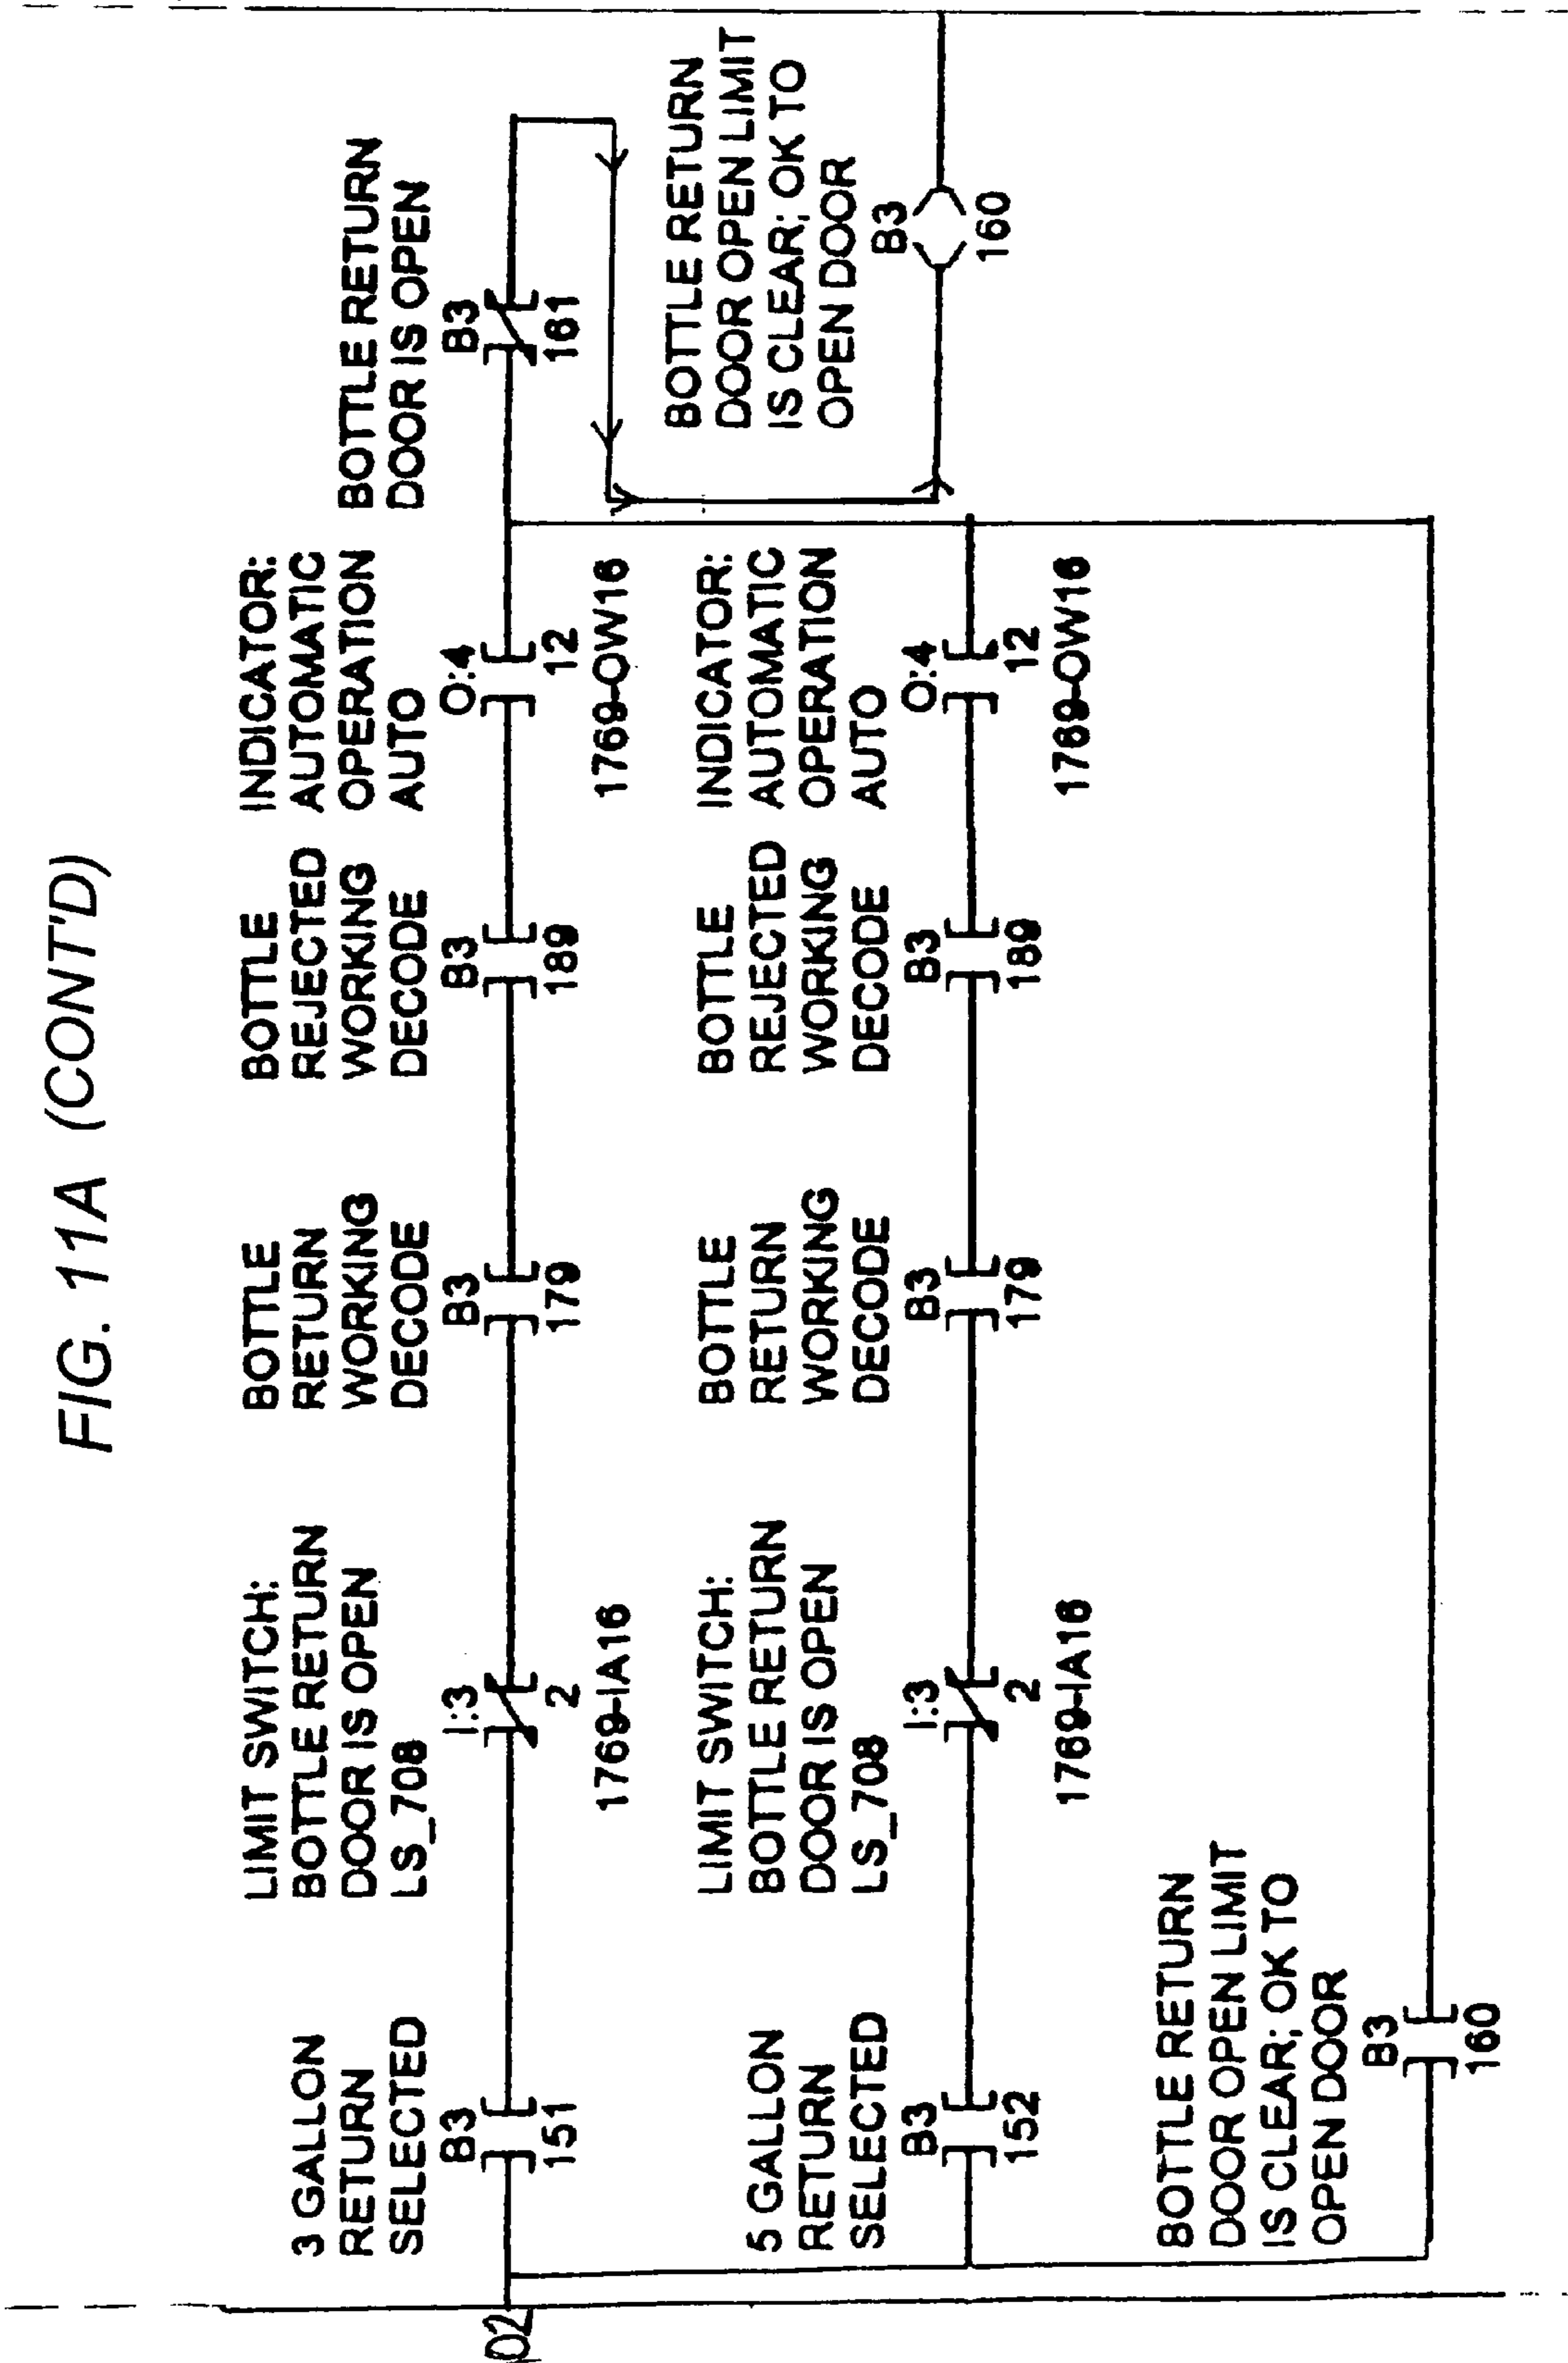 FIG. 11A (CONT'D)
3 GALLON
RETURN
SELECTED
B3
151
LIMIT SWITCH:
BOTTLE RETURN
DOOR IS OPEN
LS_708
I:3
2
1769-IA16
BOTTLE
RETURN
WORKING
DECODE
B3
179
BOTTLE
REJECTED
WORKING
DECODE
B3
189
INDICATOR:
AUTOMATIC
OPERATION
AUTO
O:4
12
1769-OW16
BOTTLE RETURN
DOOR IS OPEN
B3
161
02
5 GALLON
RETURN
SELECTED
B3
152
LIMIT SWITCH:
BOTTLE RETURN
DOOR IS OPEN
LS_708
I:3
2
1769-IA16
BOTTLE
RETURN
WORKING
DECODE
B3
179
BOTTLE
REJECTED
WORKING
DECODE
B3
189
INDICATOR:
AUTOMATIC
OPERATION
AUTO
O:4
12
1769-OW16
BOTTLE RETURN
DOOR OPEN LIMIT
IS CLEAR; OK TO
OPEN DOOR
B3
160
BOTTLE RETURN
DOOR OPEN LIMIT
IS CLEAR; OK TO
OPEN DOOR
B3
160